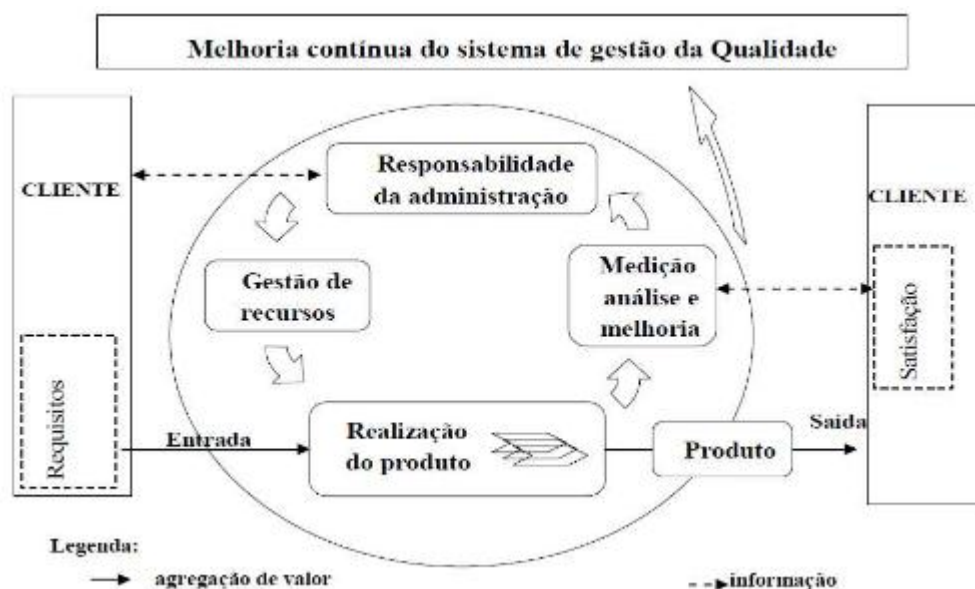 Melhoria contínua do sistema de gestão da Qualidade
CLIENTE
Responsabilidade
da administração
CLIENTE
Gestão de
recursos
Medição
análise e
melhoria
Satisfação
Requisitos
Entrada
Realização
do produto
Produto
Saída
Legenda:
agregação de valor
informação